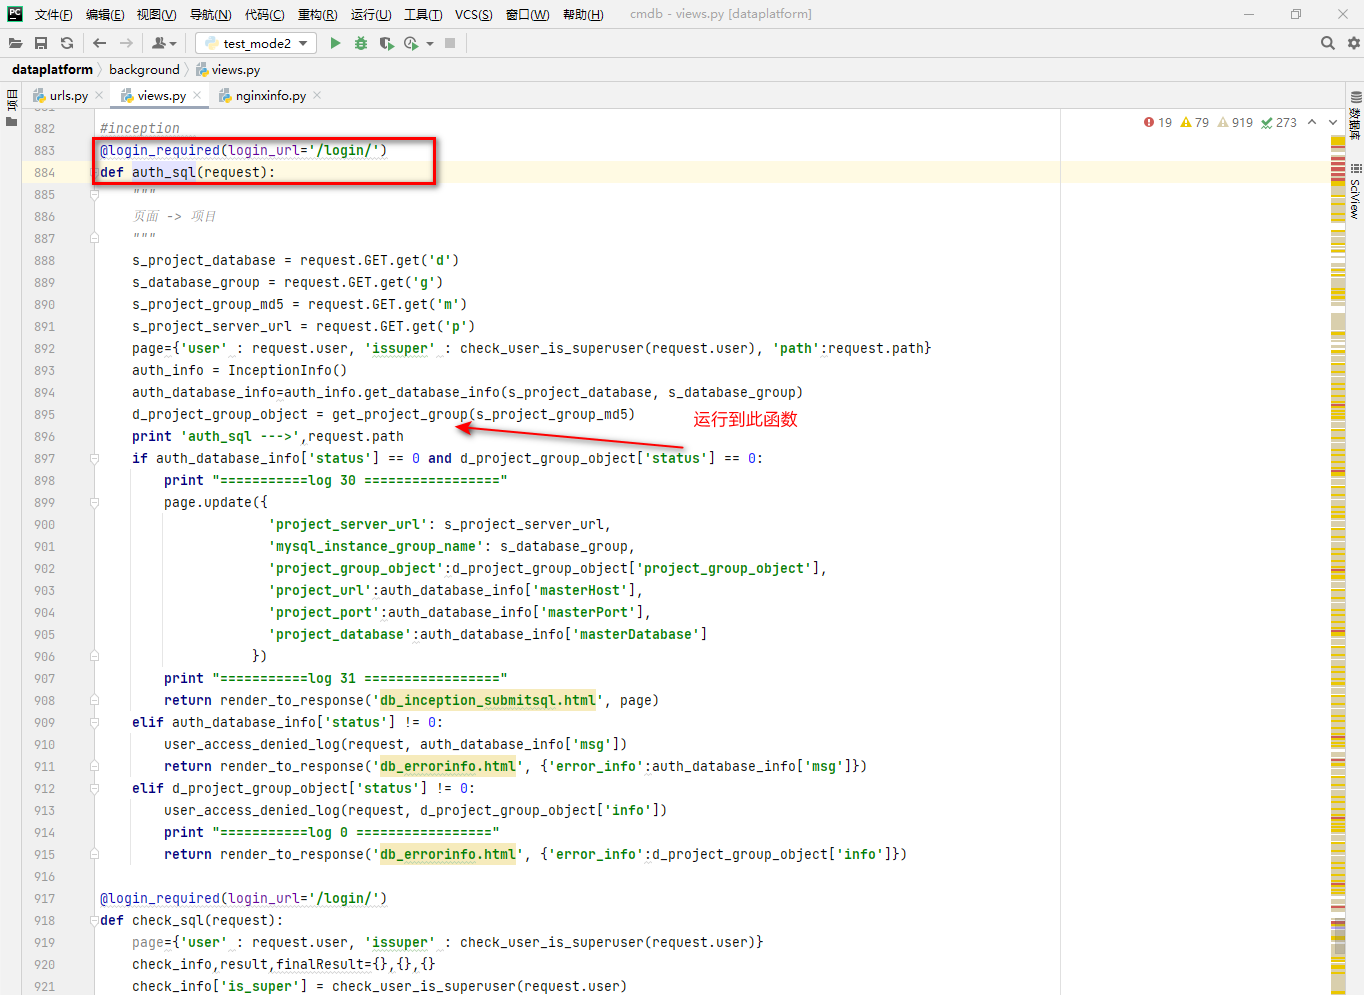 PC 文件(F) 编辑(E) 视图(V) 导航(N) 代码(C) 重构(R) 运行(U) 工具(T) VCS(S) 窗口(W) 帮助(H) cmdb - views.py [dataplatform]
test_mode2
dataplatform background views.py
urls.py views.py nginxinfo.py
项目
19 79 919 273
数据库
SciView
882 #inception
883 @login_required(login_url='/login/')
884 def auth_sql(request):
885 """
886 页面 -> 项目
887 """
888 s_project_database = request.GET.get('d')
889 s_database_group = request.GET.get('g')
890 s_project_group_md5 = request.GET.get('m')
891 s_project_server_url = request.GET.get('p')
892 page={'user' : request.user, 'issuper' : check_user_is_superuser(request.user), 'path':request.path}
893 auth_info = InceptionInfo()
894 auth_database_info=auth_info.get_database_info(s_project_database, s_database_group)
895 d_project_group_object = get_project_group(s_project_group_md5)
运行到此函数
896 print 'auth_sql --->',request.path
897 if auth_database_info['status'] == 0 and d_project_group_object['status'] == 0:
898 print "===========log 30 ================="
899 page.update({
900 'project_server_url': s_project_server_url,
901 'mysql_instance_group_name': s_database_group,
902 'project_group_object':d_project_group_object['project_group_object'],
903 'project_url':auth_database_info['masterHost'],
904 'project_port':auth_database_info['masterPort'],
905 'project_database':auth_database_info['masterDatabase']
906 })
907 print "===========log 31 ================="
908 return render_to_response('db_inception_submitsql.html', page)
909 elif auth_database_info['status'] != 0:
910 user_access_denied_log(request, auth_database_info['msg'])
911 return render_to_response('db_errorinfo.html', {'error_info':auth_database_info['msg']})
912 elif d_project_group_object['status'] != 0:
913 user_access_denied_log(request, d_project_group_object['info'])
914 print "===========log 0 ================="
915 return render_to_response('db_errorinfo.html', {'error_info':d_project_group_object['info']})
916
917 @login_required(login_url='/login/')
918 def check_sql(request):
919 page={'user' : request.user, 'issuper' : check_user_is_superuser(request.user)}
920 check_info,result,finalResult={},{},{}
921 check_info['is_super'] = check_user_is_superuser(request.user)